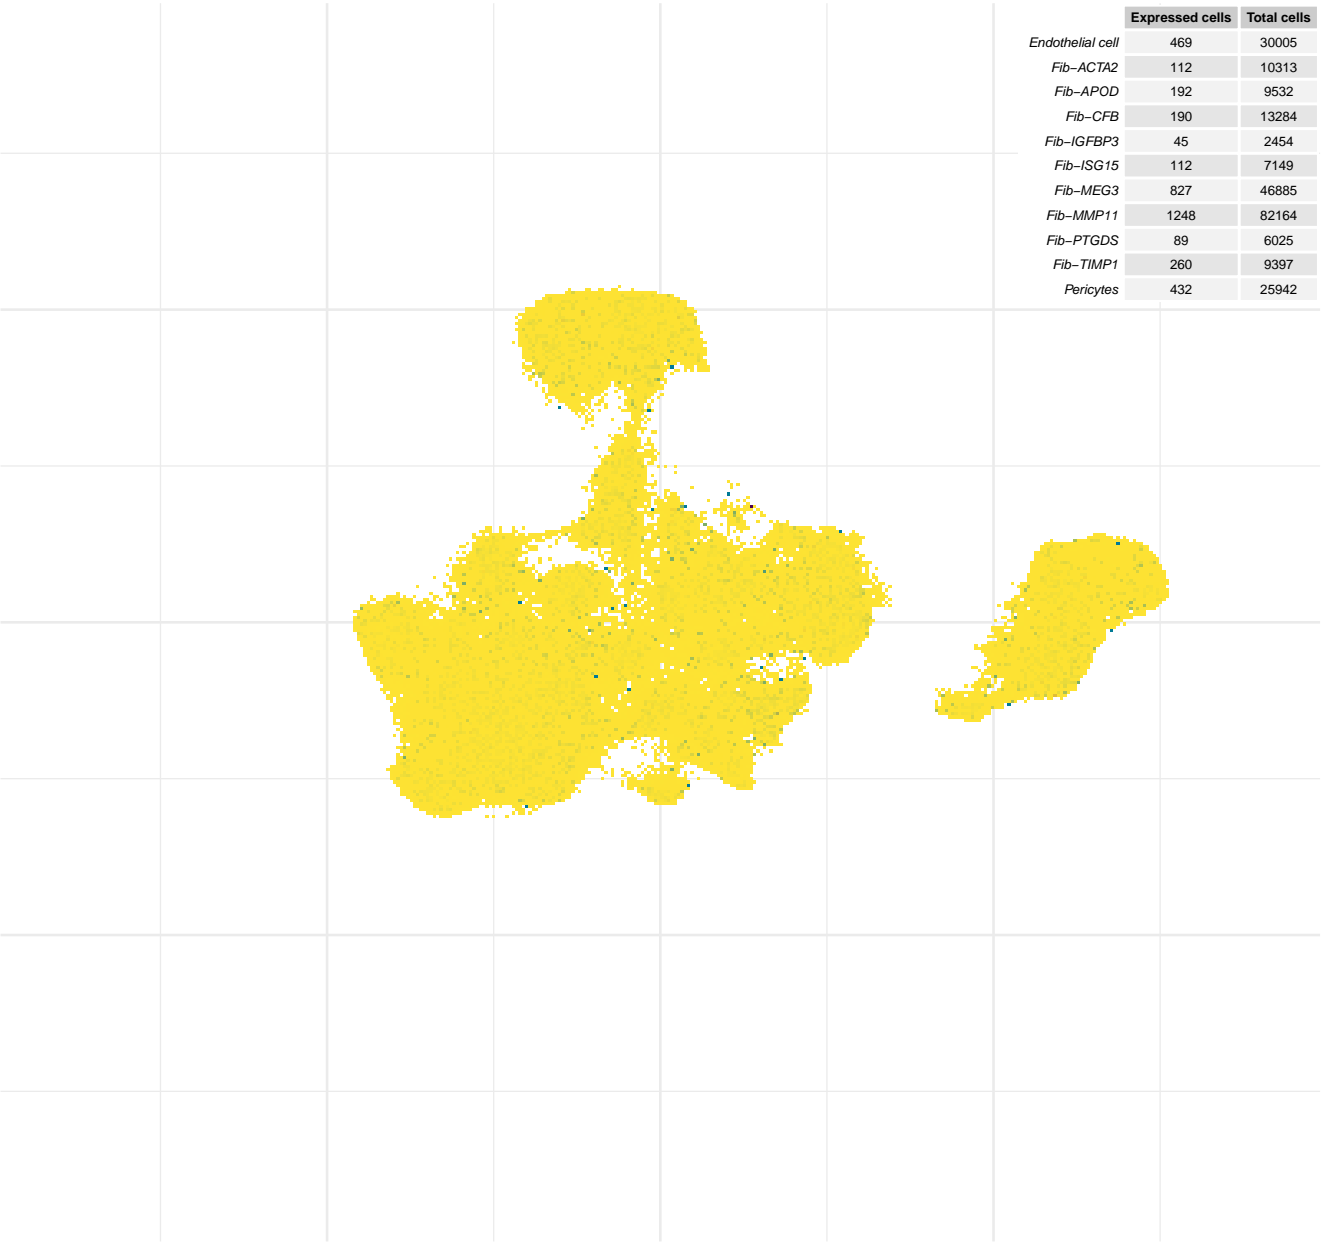 Expressed cells Total cells
Endothelial cell 469 30005
Fib−ACTA2 112 10313
Fib−APOD 192 9532
Fib−CFB 190 13284
Fib−IGFBP3 45 2454
Fib−ISG15 112 7149
Fib−MEG3 827 46885
Fib−MMP11 1248 82164
Fib−PTGDS 89 6025
Fib−TIMP1 260 9397
Pericytes 432 25942